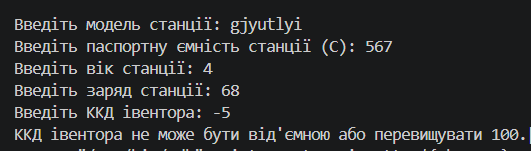 Введіть модель станції: gjyutlyi
Введіть паспортну ємність станції (C): 567
Введіть вік станції: 4
Введіть заряд станції: 68
Введіть ККД івентора: -5
ККД івентора не може бути від'ємною або перевищувати 100.